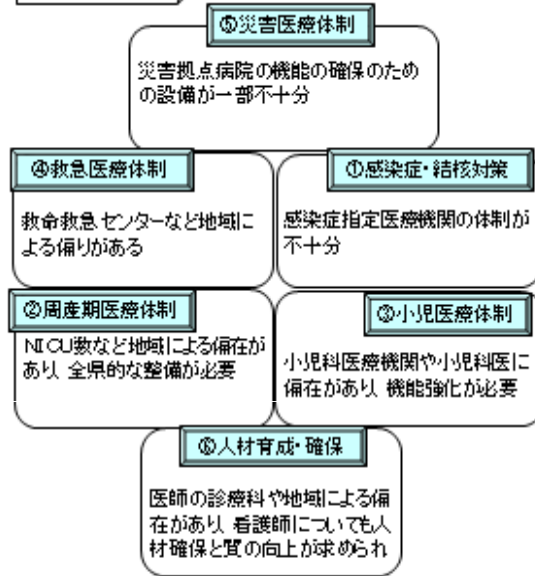 ⑤災害医療体制
災害拠点病院の機能の確保のため
の設備が一部不十分
④救急医療体制
救命救急センターなど地域に
よる偏りがある
①感染症・結核対策
感染症指定医療機関の体制が
不十分
②周産期医療体制
NICU数など地域による偏在が
あり、全県的な整備が必要
③小児医療体制
小児科医療機関や小児科医に
偏在があり、機能強化が必要
⑥人材育成・確保
医師の診療科や地域による偏
在があり、看護師についても人
材確保と質の向上が求められ